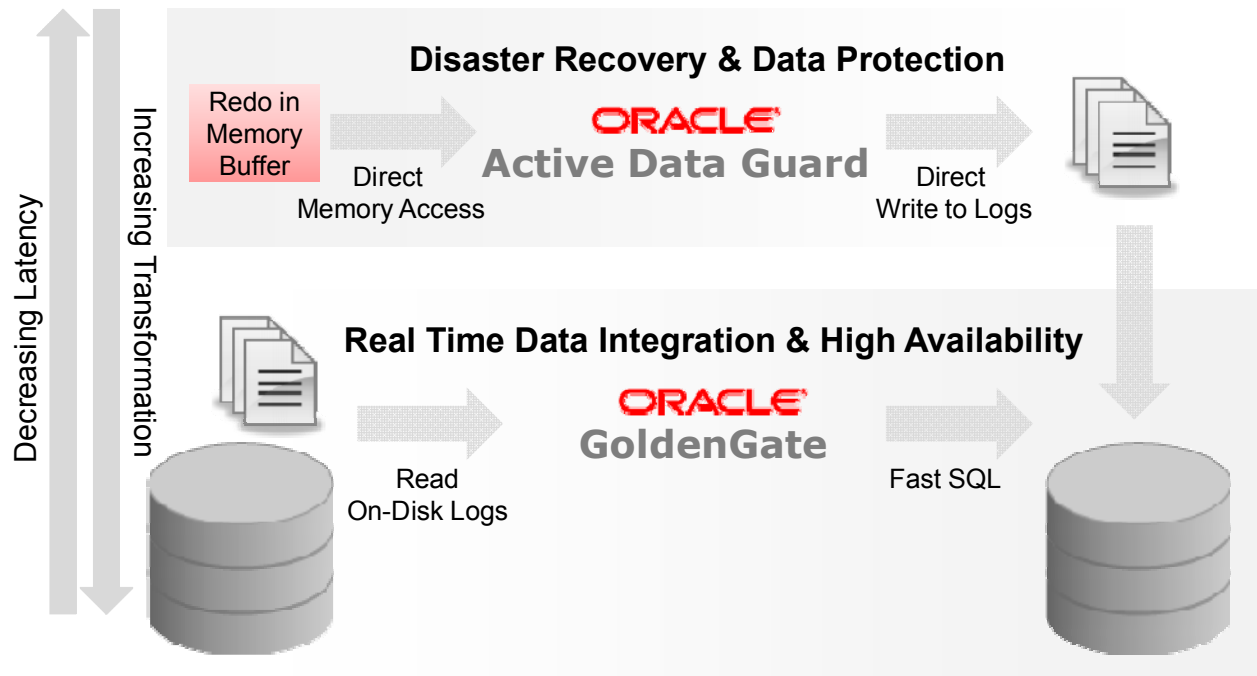 Decreasing Latency
Increasing Transformation
Disaster Recovery & Data Protection
Redo in
Memory
Buffer
Direct
Memory Access
ORACLE
Active Data Guard
Direct
Write to Logs
Real Time Data Integration & High Availability
Read
On-Disk Logs
ORACLE
GoldenGate
Fast SQL